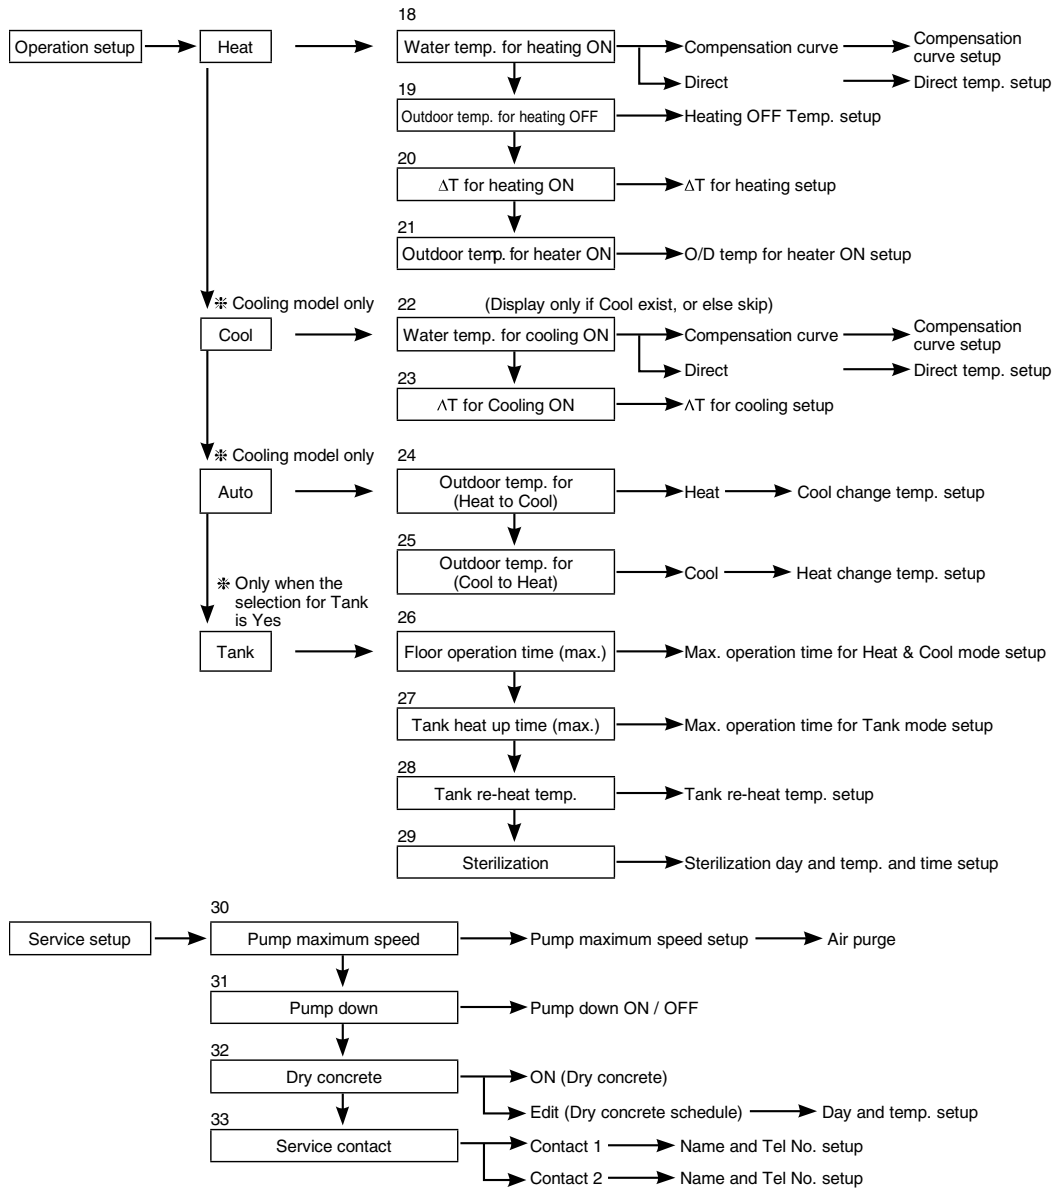 18
Operation setup
Heat
Water temp. for heating ON
Compensation curve
Compensation
curve setup
Direct
Direct temp. setup
19
Outdoor temp. for heating OFF
Heating OFF Temp. setup
20
ΔT for heating ON
ΔT for heating setup
21
Outdoor temp. for heater ON
O/D temp for heater ON setup
❈ Cooling model only
22
(Display only if Cool exist, or else skip)
Cool
Water temp. for cooling ON
Compensation curve
Compensation
curve setup
Direct
Direct temp. setup
23
ΛT for Cooling ON
ΛT for cooling setup
❈ Cooling model only
24
Auto
Outdoor temp. for
(Heat to Cool)
Heat
Cool change temp. setup
25
Outdoor temp. for
(Cool to Heat)
Cool
Heat change temp. setup
❈ Only when the
selection for Tank
is Yes
26
Tank
Floor operation time (max.)
Max. operation time for Heat & Cool mode setup
27
Tank heat up time (max.)
Max. operation time for Tank mode setup
28
Tank re-heat temp.
Tank re-heat temp. setup
29
Sterilization
Sterilization day and temp. and time setup
30
Service setup
Pump maximum speed
Pump maximum speed setup
Air purge
31
Pump down
Pump down ON / OFF
32
Dry concrete
ON (Dry concrete)
Edit (Dry concrete schedule)
Day and temp. setup
33
Service contact
Contact 1
Name and Tel No. setup
Contact 2
Name and Tel No. setup